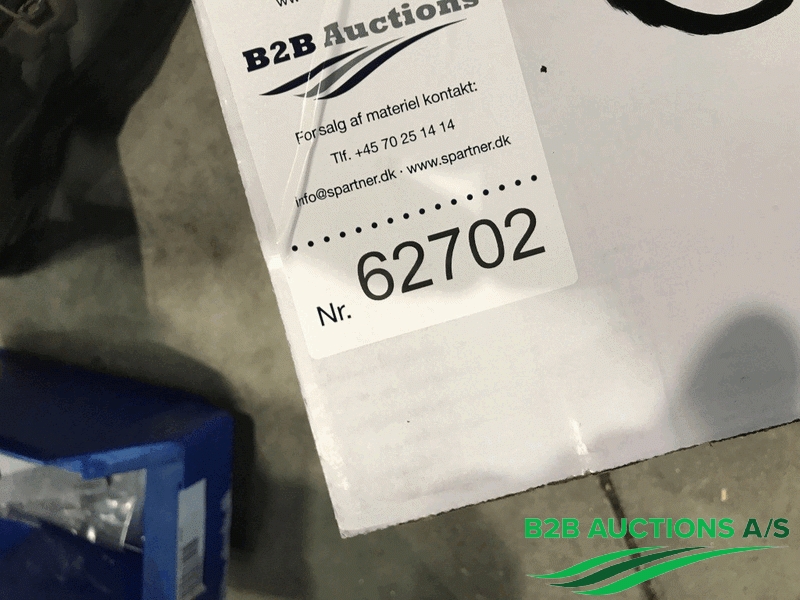 B2B Auctions
For salg af materiel kontakt:
Tlf. +45 70 25 14 14
info@spartner.dk · www.spartner.dk
Nr. 62702
B2B AUCTIONS A/S